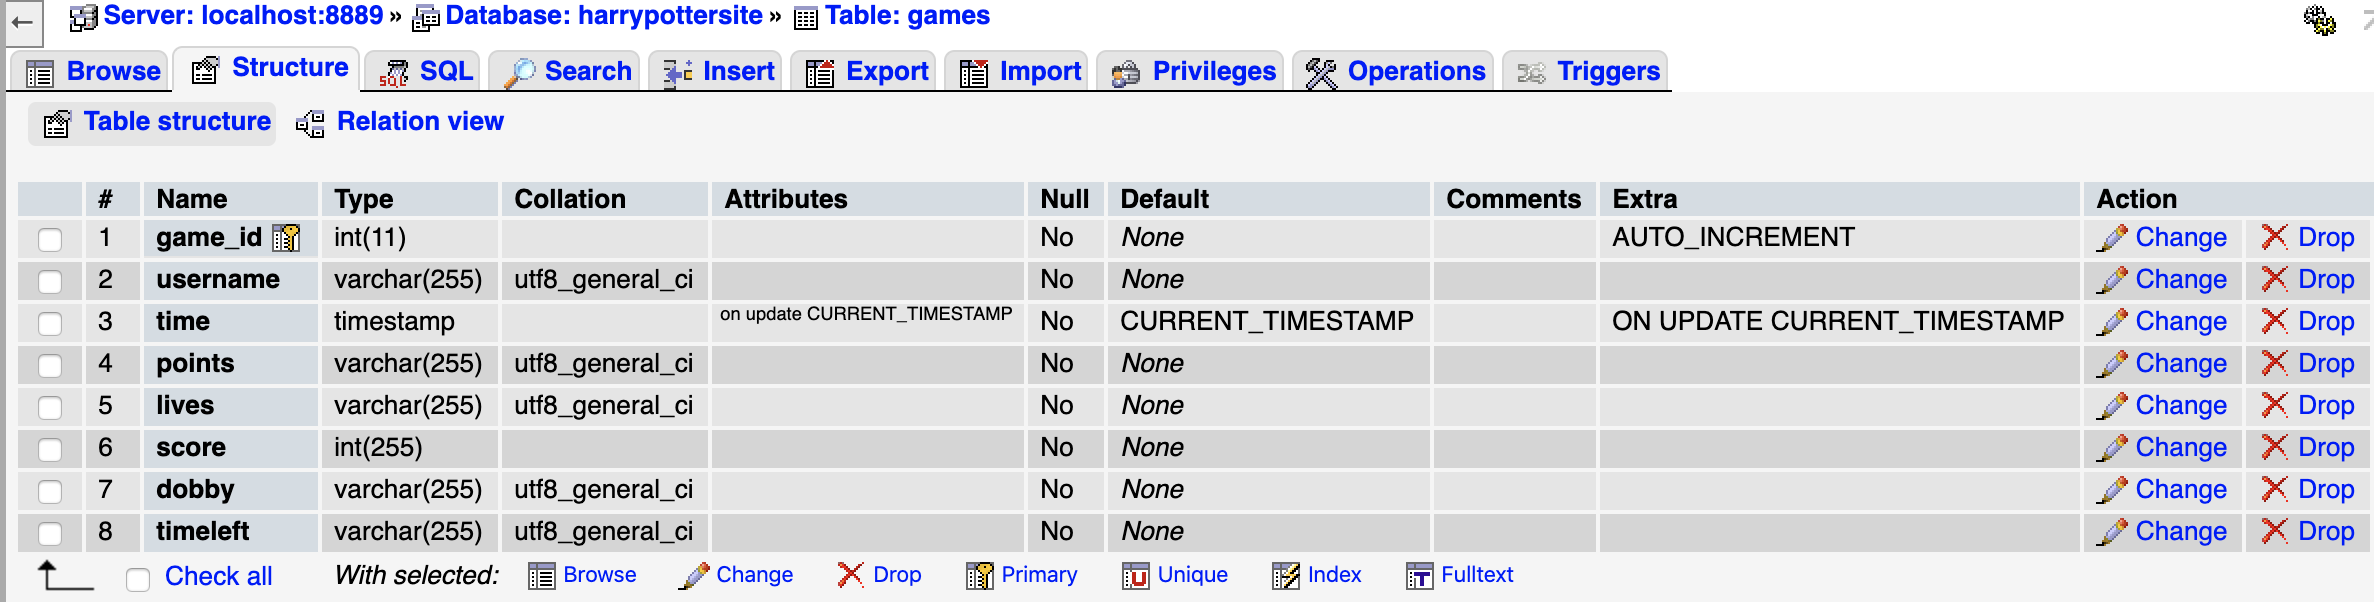 Server: localhost:8889 » Database: harrypottersite » Table: games
Browse Structure SQL Search Insert Export Import Privileges Operations Triggers
Table structure Relation view
# Name Type Collation Attributes Null Default Comments Extra Action
1 game_id int(11) No None AUTO_INCREMENT Change Drop
2 username varchar(255) utf8_general_ci No None Change Drop
3 time timestamp on update CURRENT_TIMESTAMP No CURRENT_TIMESTAMP ON UPDATE CURRENT_TIMESTAMP Change Drop
4 points varchar(255) utf8_general_ci No None Change Drop
5 lives varchar(255) utf8_general_ci No None Change Drop
6 score int(255) No None Change Drop
7 dobby varchar(255) utf8_general_ci No None Change Drop
8 timeleft varchar(255) utf8_general_ci No None Change Drop
Check all With selected: Browse Change Drop Primary Unique Index Fulltext